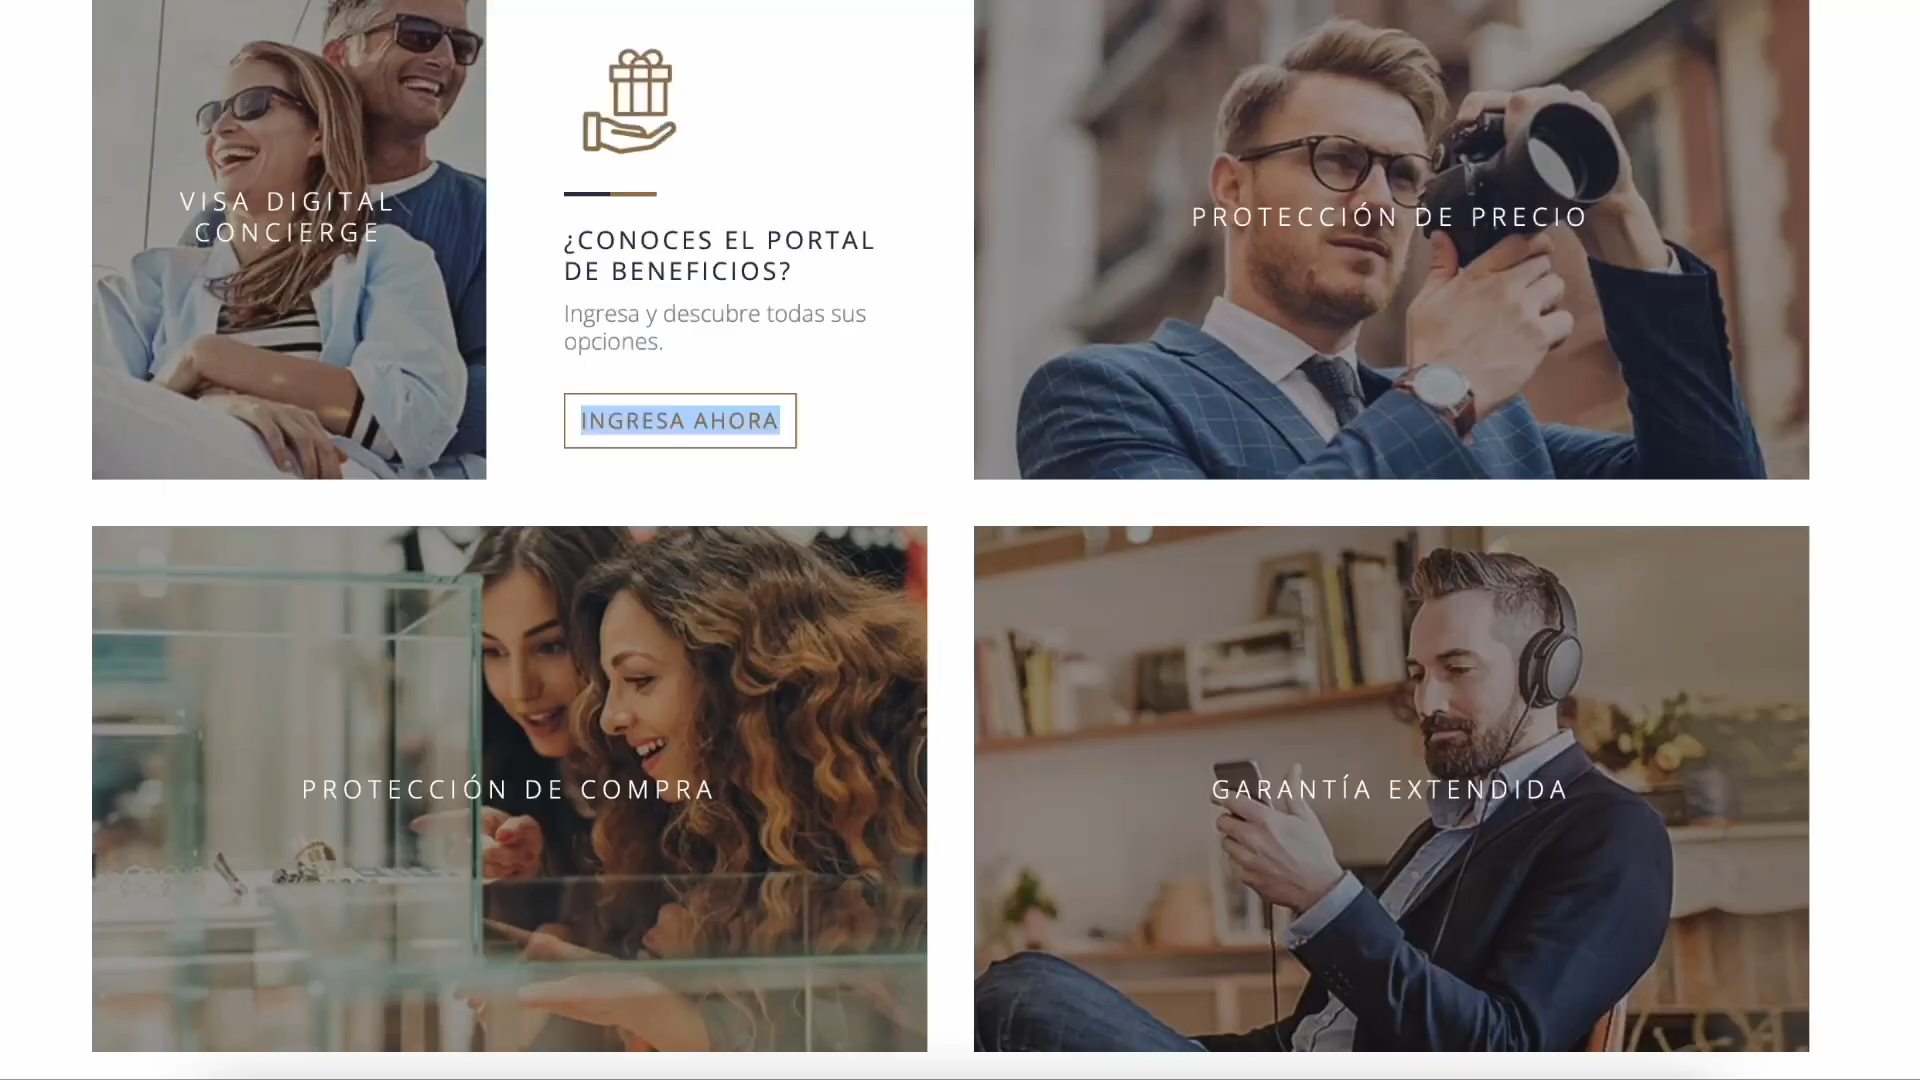 VISA DIGITAL
CONCIERGE
¿CONOCES EL PORTAL
DE BENEFICIOS?
Ingresa y descubre todas sus
opciones.
INGRESA AHORA
PROTECCIÓN DE PRECIO
PROTECCIÓN DE COMPRA
GARANTÍA EXTENDIDA